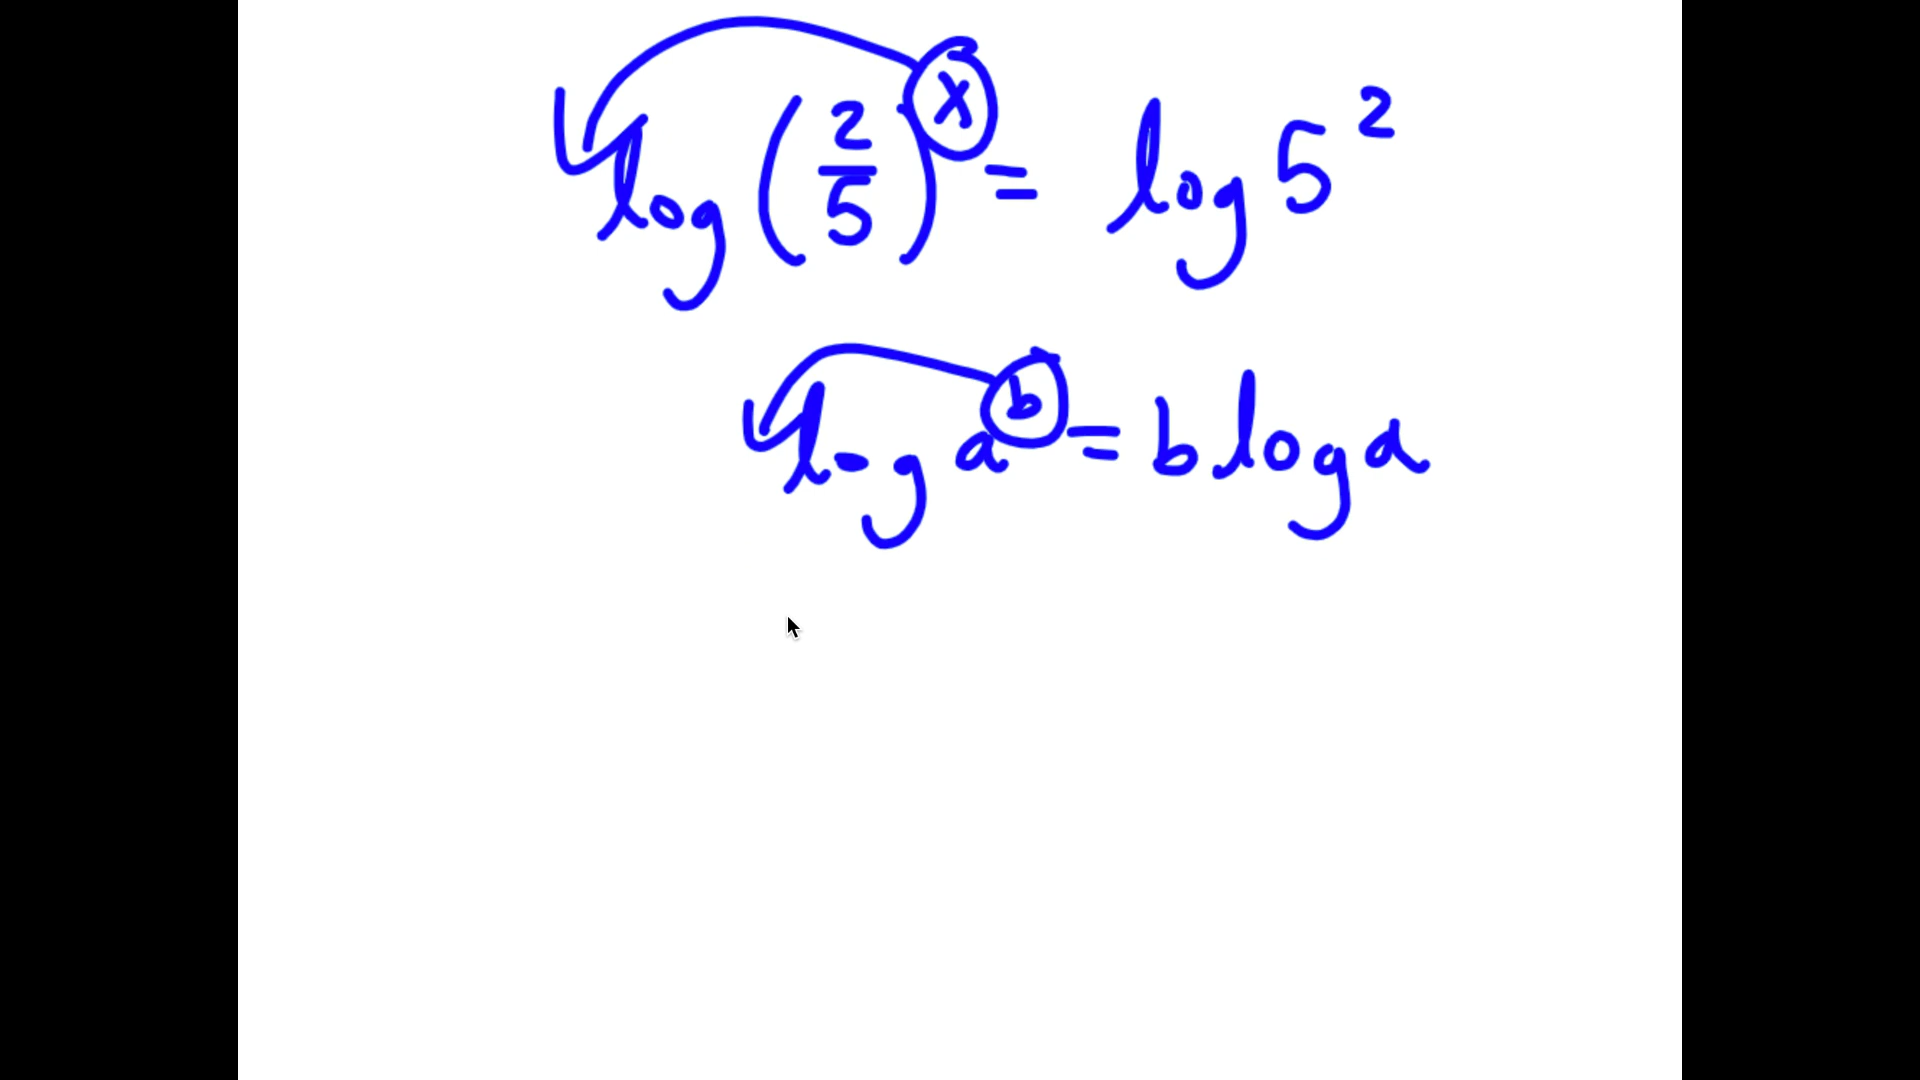 log (2/5)^x = log 5^2
log a^b = b log a